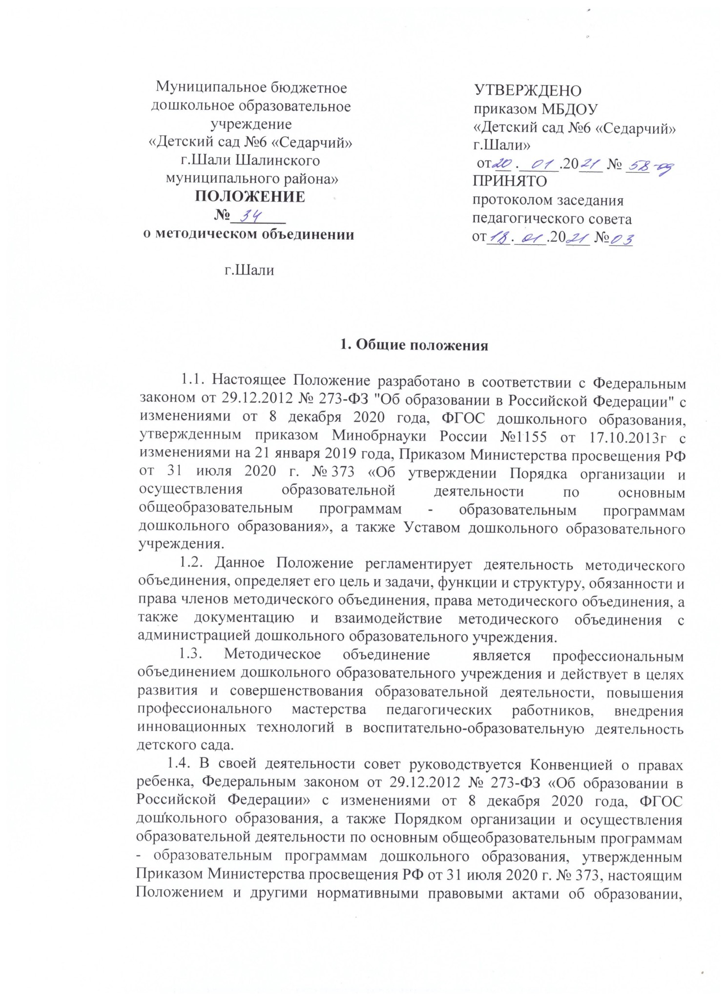 Муниципальное бюджетное
дошкольное образовательное
учреждение
«Детский сад №6 «Седарчий»
г.Шали Шалинского
муниципального района»
ПОЛОЖЕНИЕ
№ 34
о методическом объединении
г.Шали
УТВЕРЖДЕНО
приказом МБДОУ
«Детский сад №6 «Седарчий»
г.Шали»
от 20 . 01 .2021 № 58-од
ПРИНЯТО
протоколом заседания
педагогического совета
от 18 . 01 .2021 № 03
1. Общие положения
1.1. Настоящее Положение разработано в соответствии с Федеральным
законом от 29.12.2012 № 273-ФЗ "Об образовании в Российской Федерации" с
изменениями от 8 декабря 2020 года, ФГОС дошкольного образования,
утвержденным приказом Минобрнауки России №1155 от 17.10.2013г с
изменениями на 21 января 2019 года, Приказом Министерства просвещения РФ
от 31 июля 2020 г. № 373 «Об утверждении Порядка организации и
осуществления образовательной деятельности по основным
общеобразовательным программам - образовательным программам
дошкольного образования», а также Уставом дошкольного образовательного
учреждения.
1.2. Данное Положение регламентирует деятельность методического
объединения, определяет его цель и задачи, функции и структуру, обязанности и
права членов методического объединения, права методического объединения, а
также документацию и взаимодействие методического объединения с
администрацией дошкольного образовательного учреждения.
1.3. Методическое объединение является профессиональным
объединением дошкольного образовательного учреждения и действует в целях
развития и совершенствования образовательной деятельности, повышения
профессионального мастерства педагогических работников, внедрения
инновационных технологий в воспитательно-образовательную деятельность
детского сада.
1.4. В своей деятельности совет руководствуется Конвенцией о правах
ребенка, Федеральным законом от 29.12.2012 № 273-ФЗ «Об образовании в
Российской Федерации» с изменениями от 8 декабря 2020 года, ФГОС
дошкольного образования, а также Порядком организации и осуществления
образовательной деятельности по основным общеобразовательным программам
- образовательным программам дошкольного образования, утвержденным
Приказом Министерства просвещения РФ от 31 июля 2020 г. № 373, настоящим
Положением и другими нормативными правовыми актами об образовании,